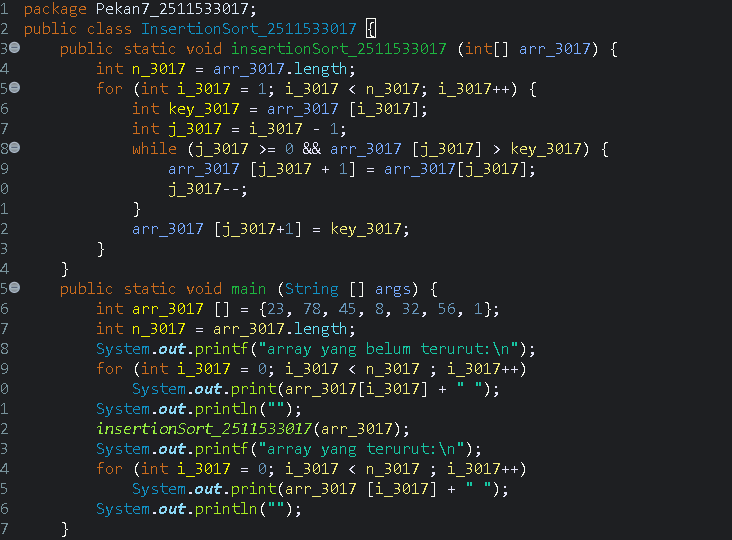 1 package Pekan7_2511533017;
2 public class InsertionSort_2511533017 {
3 public static void insertionSort_2511533017 (int[] arr_3017) {
4 int n_3017 = arr_3017.length;
5 for (int i_3017 = 1; i_3017 < n_3017; i_3017++) {
6 int key_3017 = arr_3017 [i_3017];
7 int j_3017 = i_3017 - 1;
8 while (j_3017 >= 0 && arr_3017 [j_3017] > key_3017) {
9 arr_3017 [j_3017 + 1] = arr_3017[j_3017];
0 j_3017--;
1 }
2 arr_3017 [j_3017+1] = key_3017;
3 }
4 }
5 public static void main (String [] args) {
6 int arr_3017 [] = {23, 78, 45, 8, 32, 56, 1};
7 int n_3017 = arr_3017.length;
8 System.out.printf("array yang belum terurut:\n");
9 for (int i_3017 = 0; i_3017 < n_3017 ; i_3017++)
0 System.out.print(arr_3017[i_3017] + " ");
1 System.out.println("");
2 insertionSort_2511533017(arr_3017);
3 System.out.printf("array yang terurut:\n");
4 for (int i_3017 = 0; i_3017 < n_3017 ; i_3017++)
5 System.out.print(arr_3017 [i_3017] + " ");
6 System.out.println("");
7 }